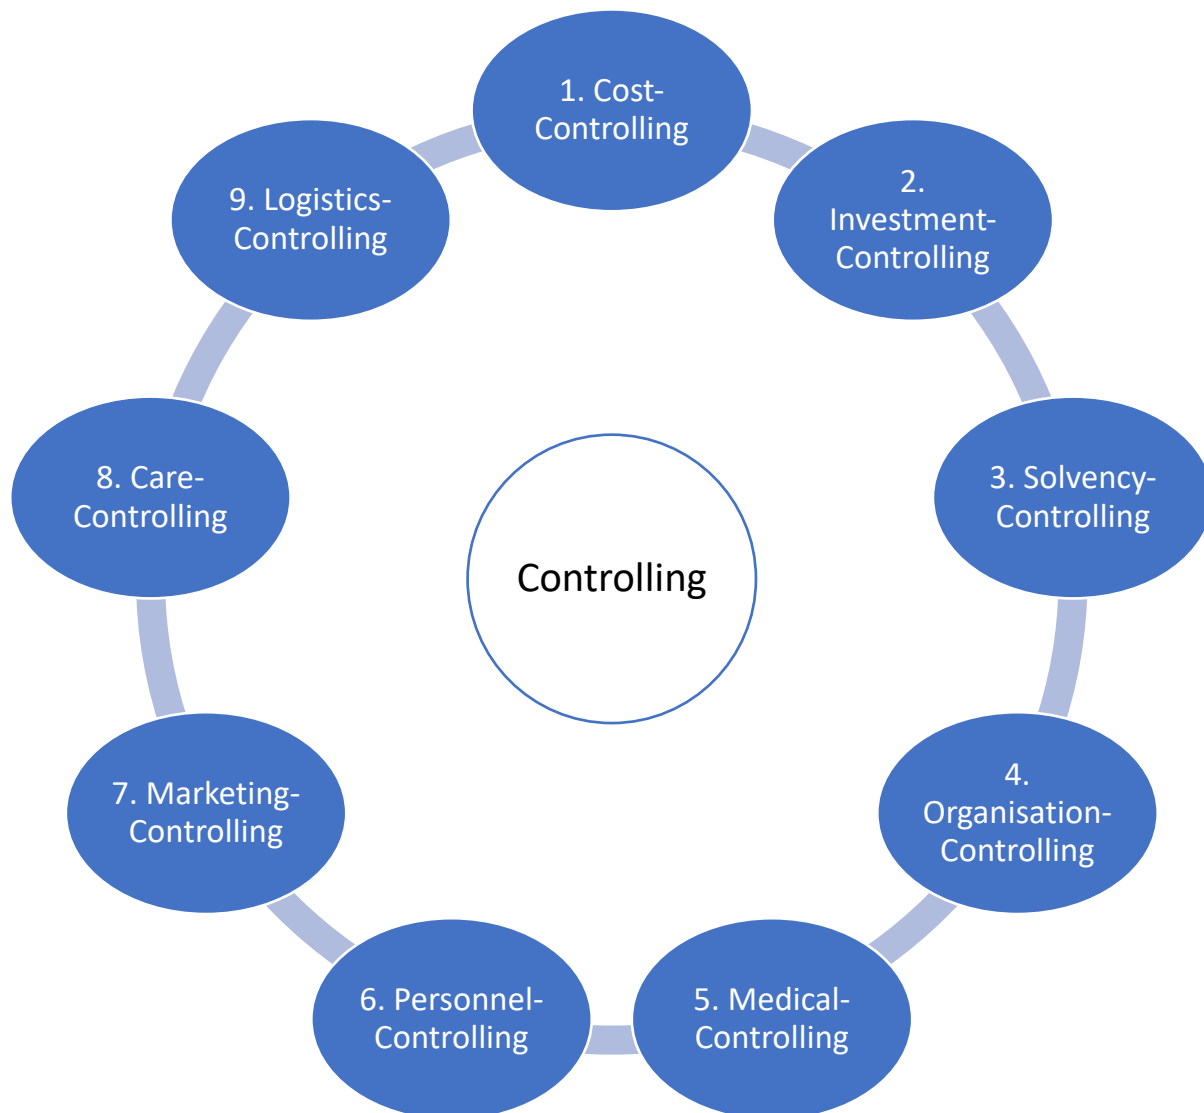 1. Cost-
Controlling
2.
Investment-
Controlling
3. Solvency-
Controlling
4.
Organisation-
Controlling
5. Medical-
Controlling
6. Personnel-
Controlling
7. Marketing-
Controlling
8. Care-
Controlling
9. Logistics-
Controlling
Controlling